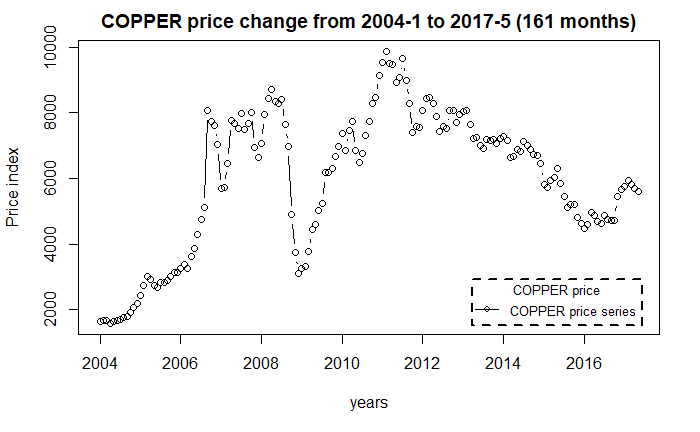 COPPER price change from 2004-1 to 2017-5 (161 months)
Price index
10000
8000
6000
4000
2000
COPPER price
COPPER price series
2004 2006 2008 2010 2012 2014 2016
years